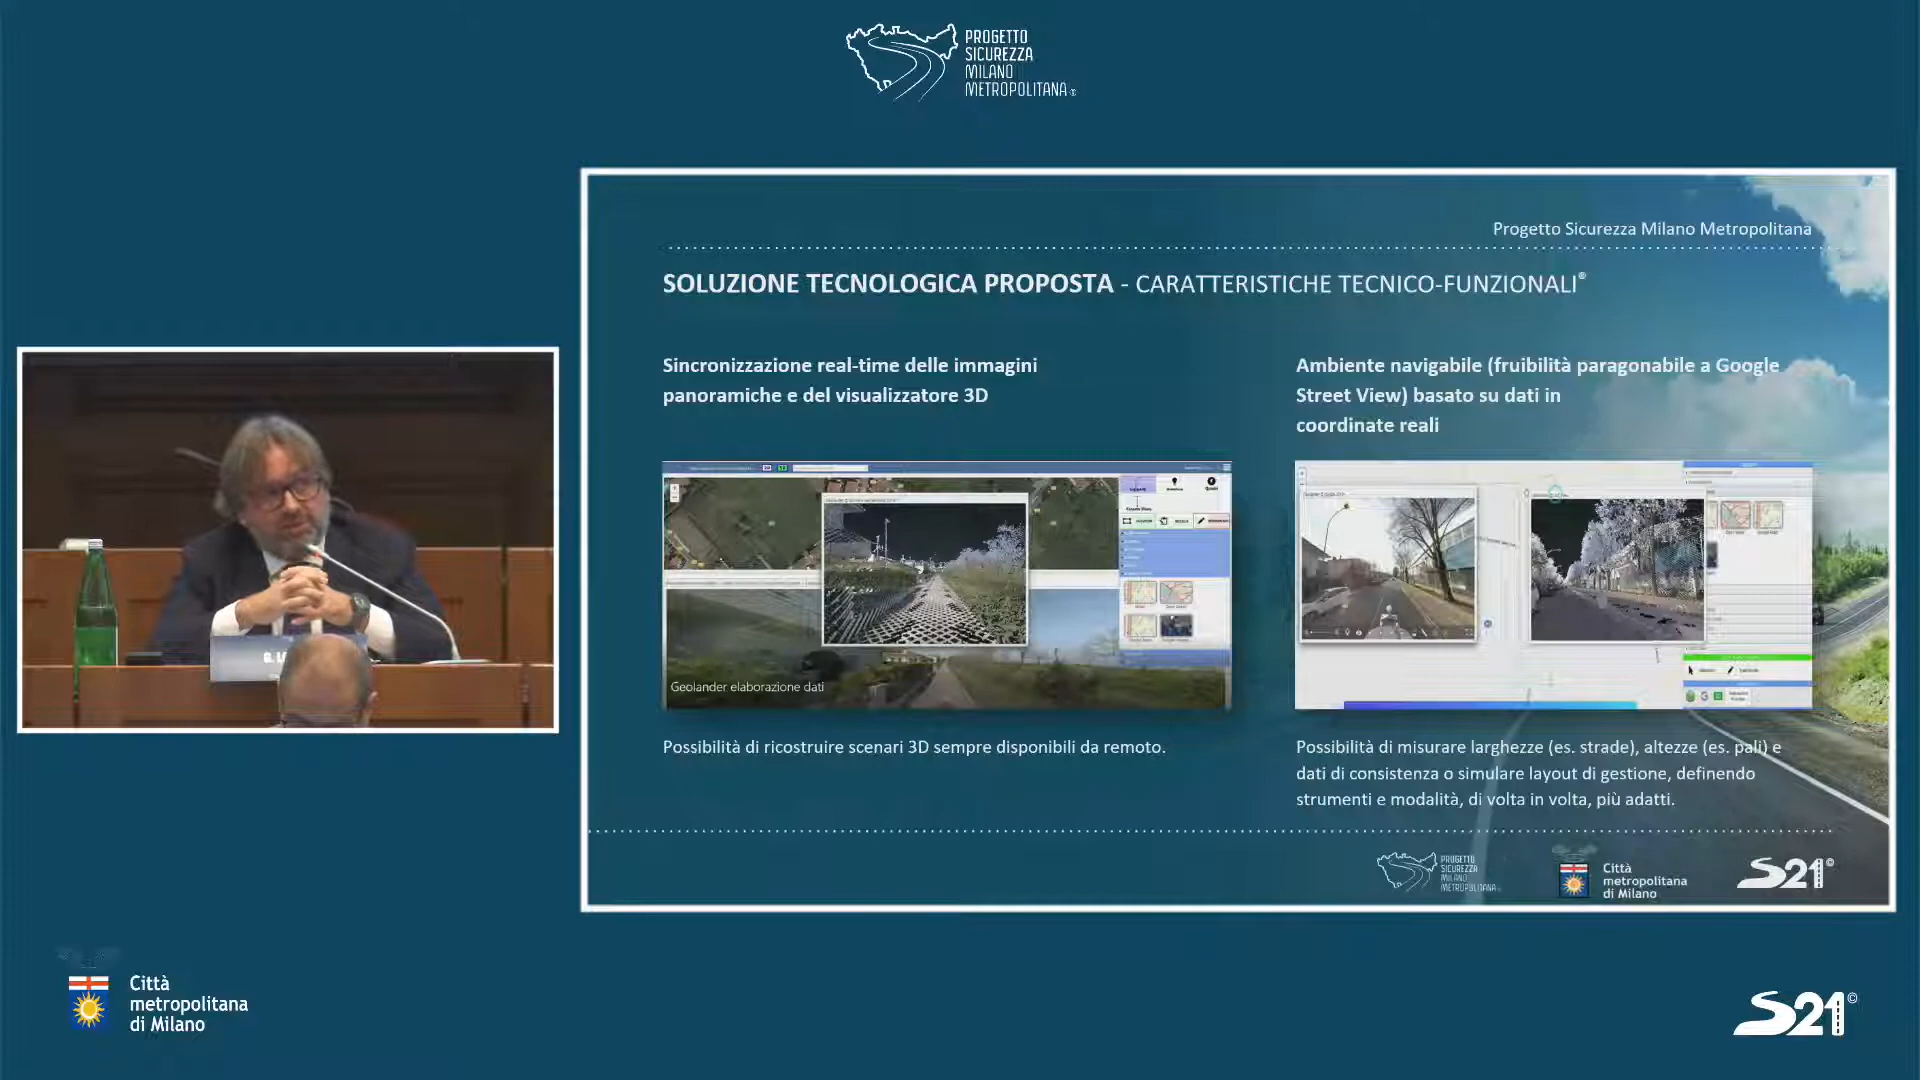 PROGETTO
SICUREZZA
MILANO
METROPOLITANA
Progetto Sicurezza Milano Metropolitana
SOLUZIONE TECNOLOGICA PROPOSTA - CARATTERISTICHE TECNICO-FUNZIONALI®
Sincronizzazione real-time delle immagini
panoramiche e del visualizzatore 3D
Ambiente navigabile (fruibilità paragonabile a Google
Street View) basato su dati in
coordinate reali
Geolander elaborazione dati
Possibilità di ricostruire scenari 3D sempre disponibili da remoto.
Possibilità di misurare larghezze (es. strade), altezze (es. pali) e
dati di consistenza o simulare layout di gestione, definendo
strumenti e modalità, di volta in volta, più adatti.
PROGETTO
SICUREZZA
MILANO
METROPOLITANA
Città
metropolitana
di Milano
S21©
Città
metropolitana
di Milano
S21©